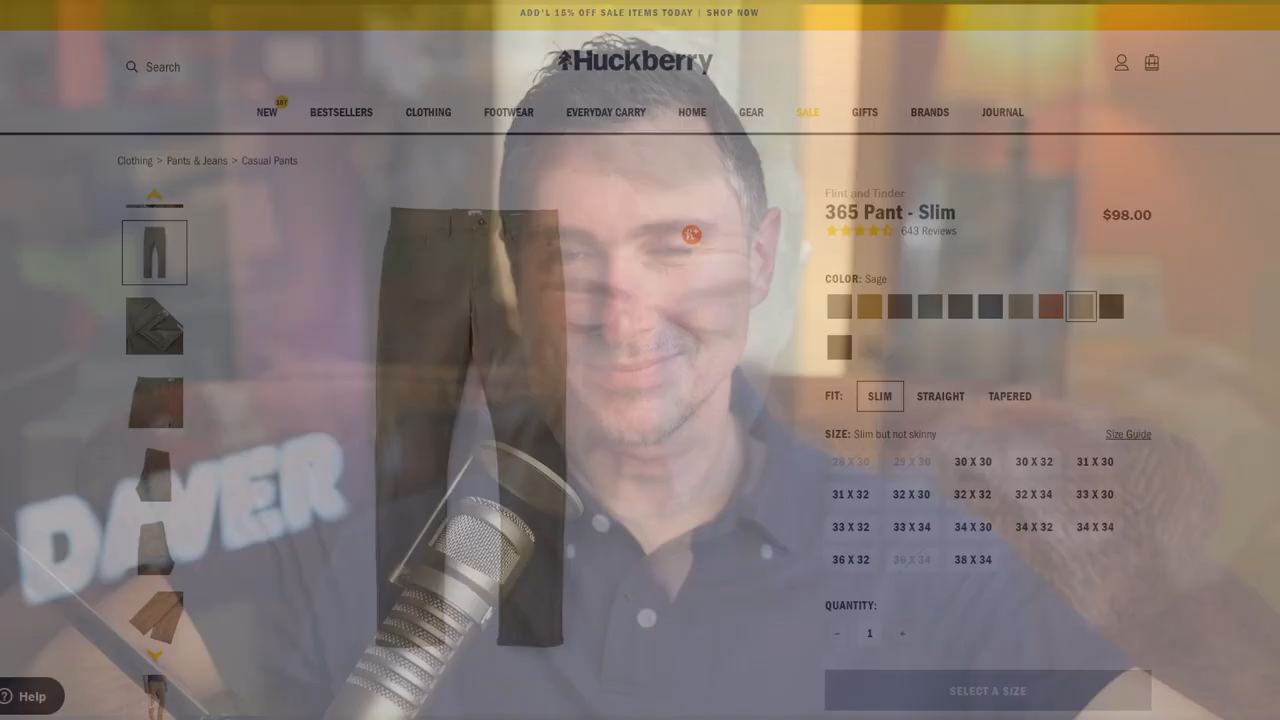 ADD'L 15% OFF SALE ITEMS TODAY | SHOP NOW
Search
Huckberry
187
NEW BESTSELLERS CLOTHING FOOTWEAR EVERYDAY CARRY HOME GEAR SALE GIFTS BRANDS JOURNAL
Clothing > Pants & Jeans > Casual Pants
Flint and Tinder
365 Pant - Slim
$98.00
643 Reviews
COLOR: Sage
FIT: SLIM STRAIGHT TAPERED
SIZE: Slim but not skinny
Size Guide
28 X 30 29 X 30 30 X 30 30 X 32 31 X 30
31 X 32 32 X 30 32 X 32 32 X 34 33 X 30
33 X 32 33 X 34 34 X 30 34 X 32 34 X 34
36 X 32 36 X 34 38 X 34
QUANTITY:
- 1 +
SELECT A SIZE
? Help